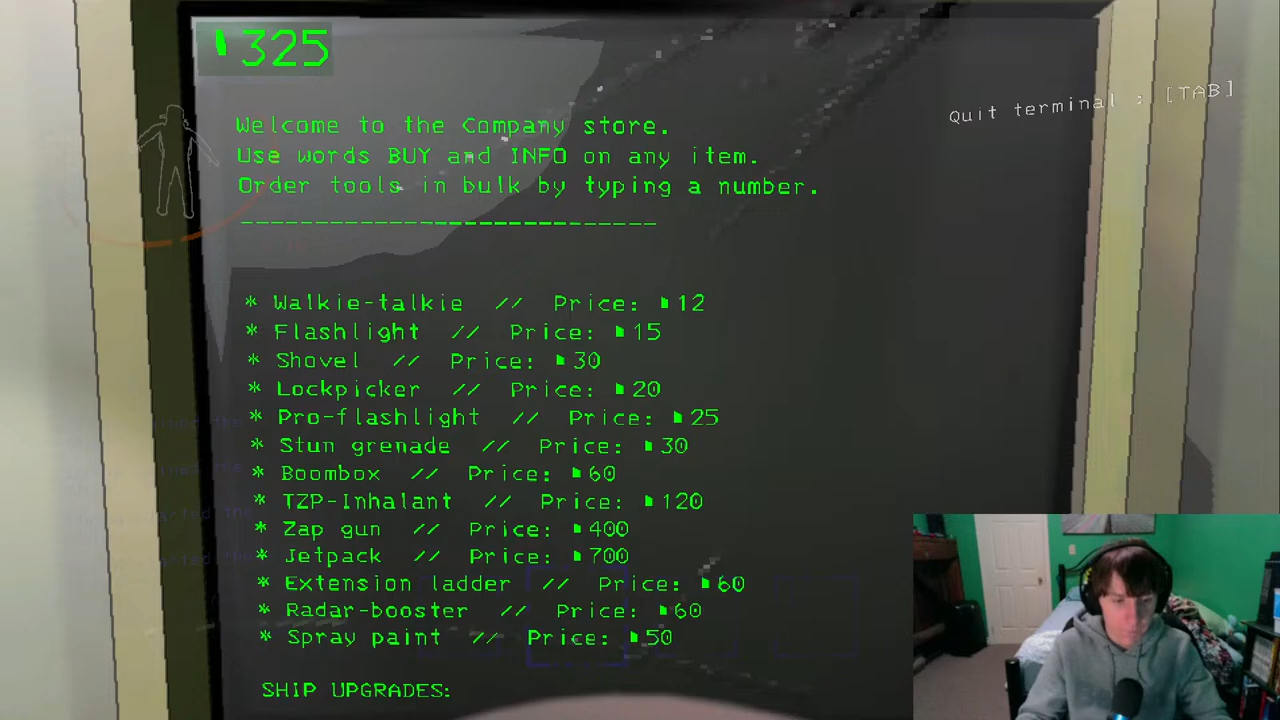 325
Quit terminal : [TAB]
Welcome to the Company store.
Use words BUY and INFO on any item.
Order tools in bulk by typing a number.
____________________________
* Walkie-talkie // Price: ▮12
* Flashlight // Price: ▮15
* Shovel // Price: ▮30
* Lockpicker // Price: ▮20
* Pro-flashlight // Price: ▮25
* Stun grenade // Price: ▮30
* Boombox // Price: ▮60
* TZP-Inhalant // Price: ▮120
* Zap gun // Price: ▮400
* Jetpack // Price: ▮700
* Extension ladder // Price: ▮60
* Radar-booster // Price: ▮60
* Spray paint // Price: ▮50
SHIP UPGRADES: